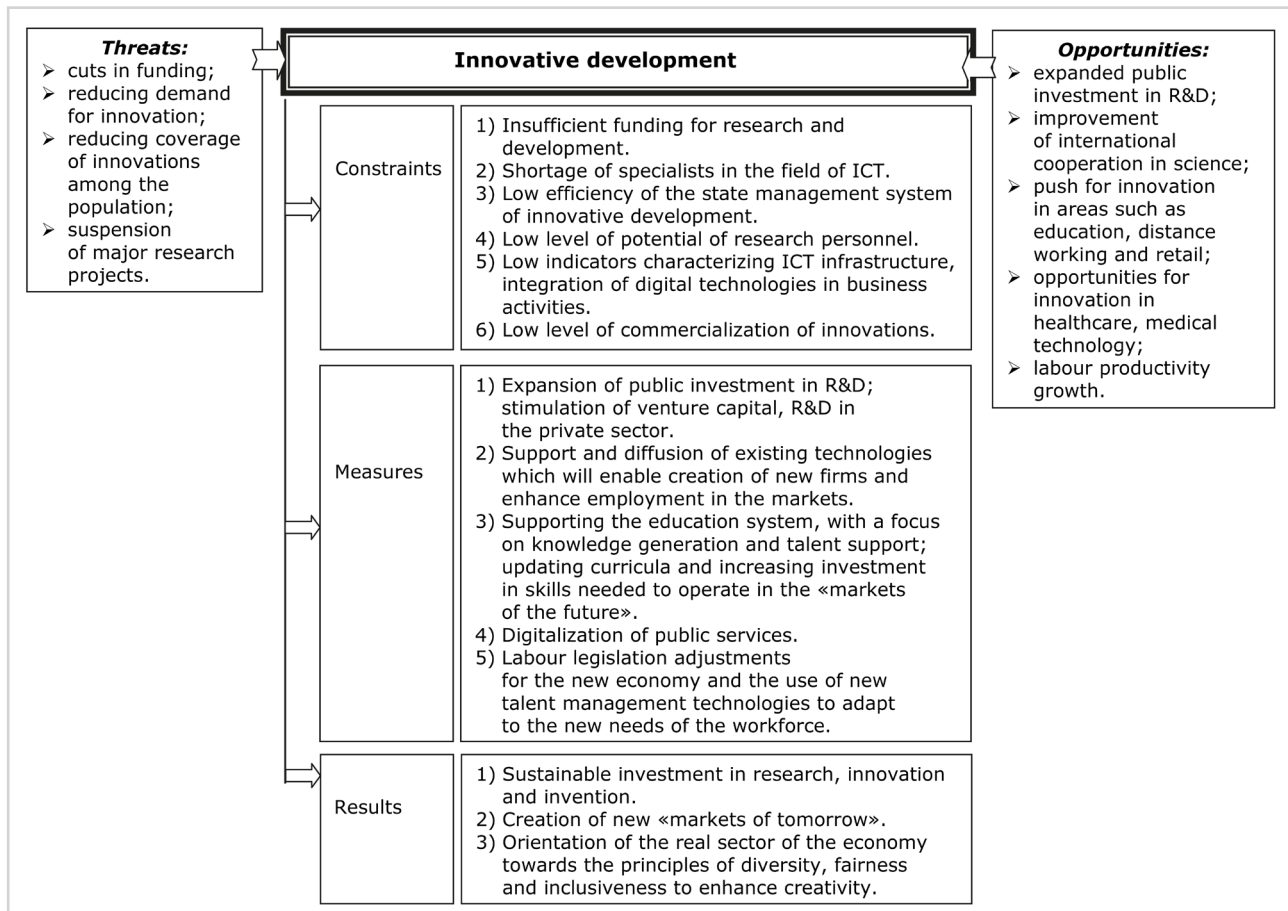 Threats:
➢ cuts in funding;
➢ reducing demand
for innovation;
➢ reducing coverage
of innovations
among the
population;
➢ suspension
of major research
projects.
Innovative development
Opportunities:
➢ expanded public
investment in R&D;
➢ improvement
of international
cooperation in science;
➢ push for innovation
in areas such as
education, distance
working and retail;
➢ opportunities for
innovation in
healthcare, medical
technology;
➢ labour productivity
growth.
Constraints
1) Insufficient funding for research and
development.
2) Shortage of specialists in the field of ICT.
3) Low efficiency of the state management system
of innovative development.
4) Low level of potential of research personnel.
5) Low indicators characterizing ICT infrastructure,
integration of digital technologies in business
activities.
6) Low level of commercialization of innovations.
Measures
1) Expansion of public investment in R&D;
stimulation of venture capital, R&D in
the private sector.
2) Support and diffusion of existing technologies
which will enable creation of new firms and
enhance employment in the markets.
3) Supporting the education system, with a focus
on knowledge generation and talent support;
updating curricula and increasing investment
in skills needed to operate in the «markets
of the future».
4) Digitalization of public services.
5) Labour legislation adjustments
for the new economy and the use of new
talent management technologies to adapt
to the new needs of the workforce.
Results
1) Sustainable investment in research, innovation
and invention.
2) Creation of new «markets of tomorrow».
3) Orientation of the real sector of the economy
towards the principles of diversity, fairness
and inclusiveness to enhance creativity.